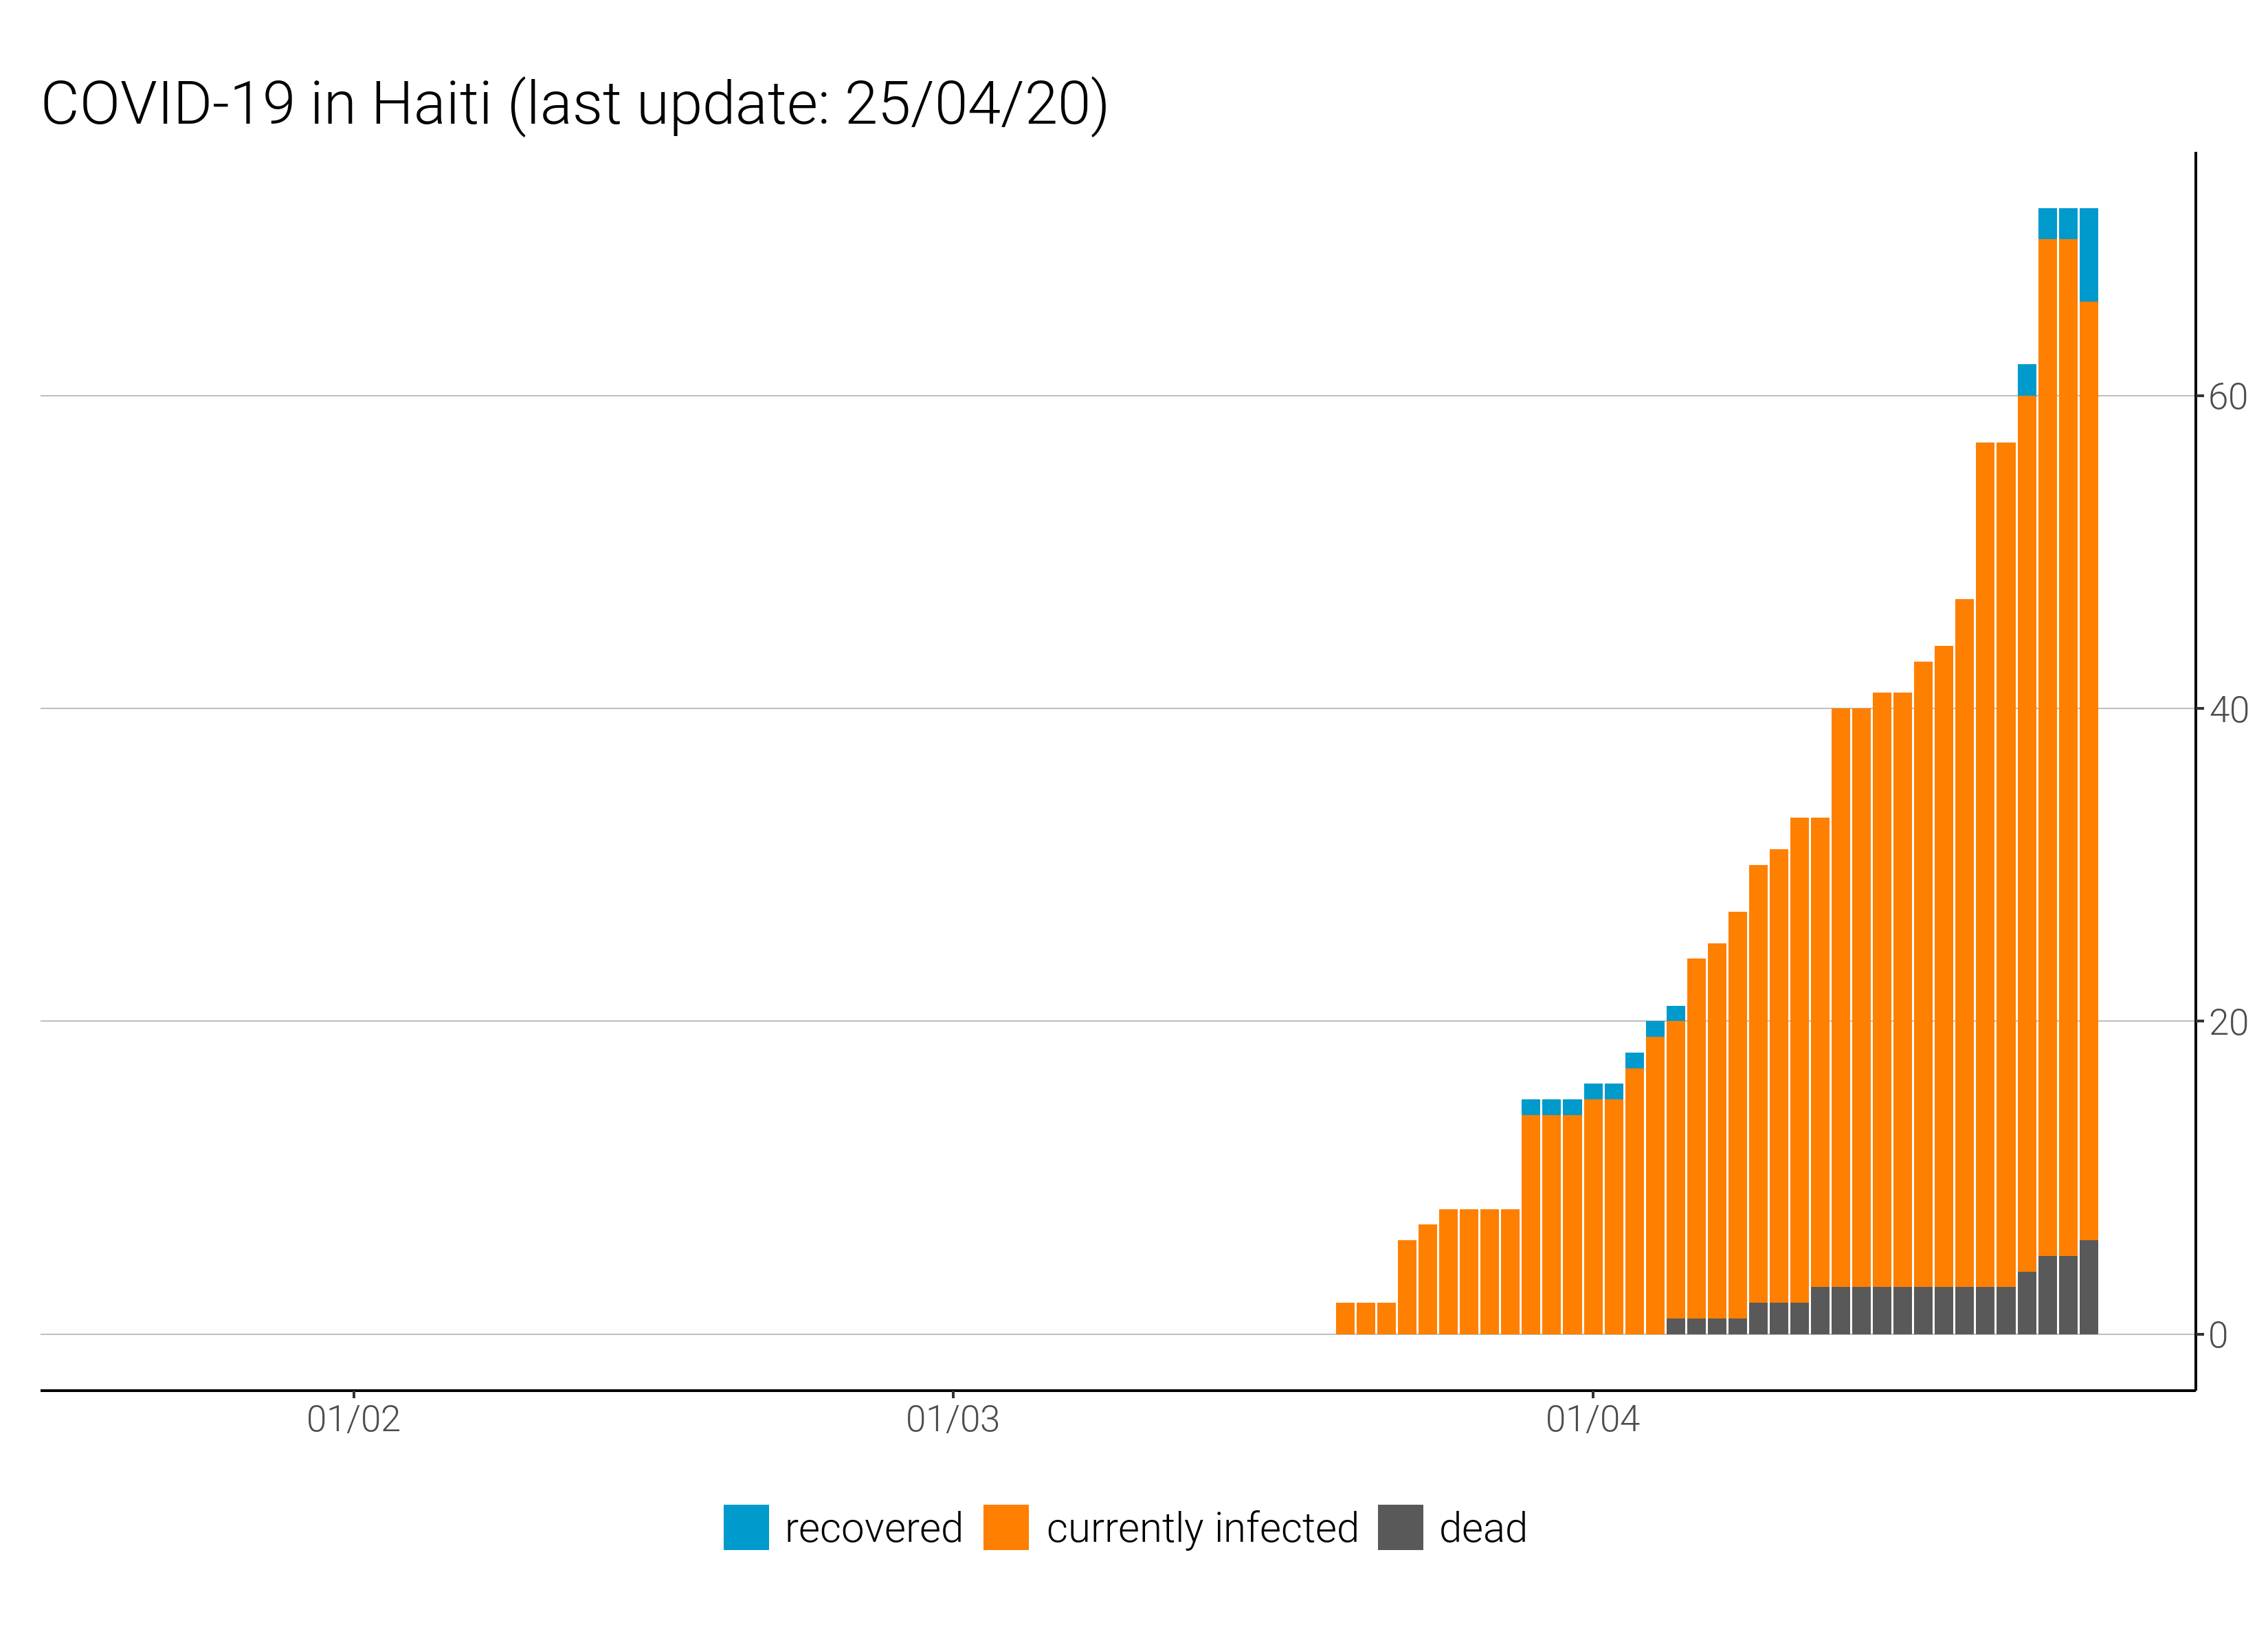 COVID-19 in Haiti (last update: 25/04/20)
60
40
20
0
01/02 01/03 01/04
recovered currently infected dead